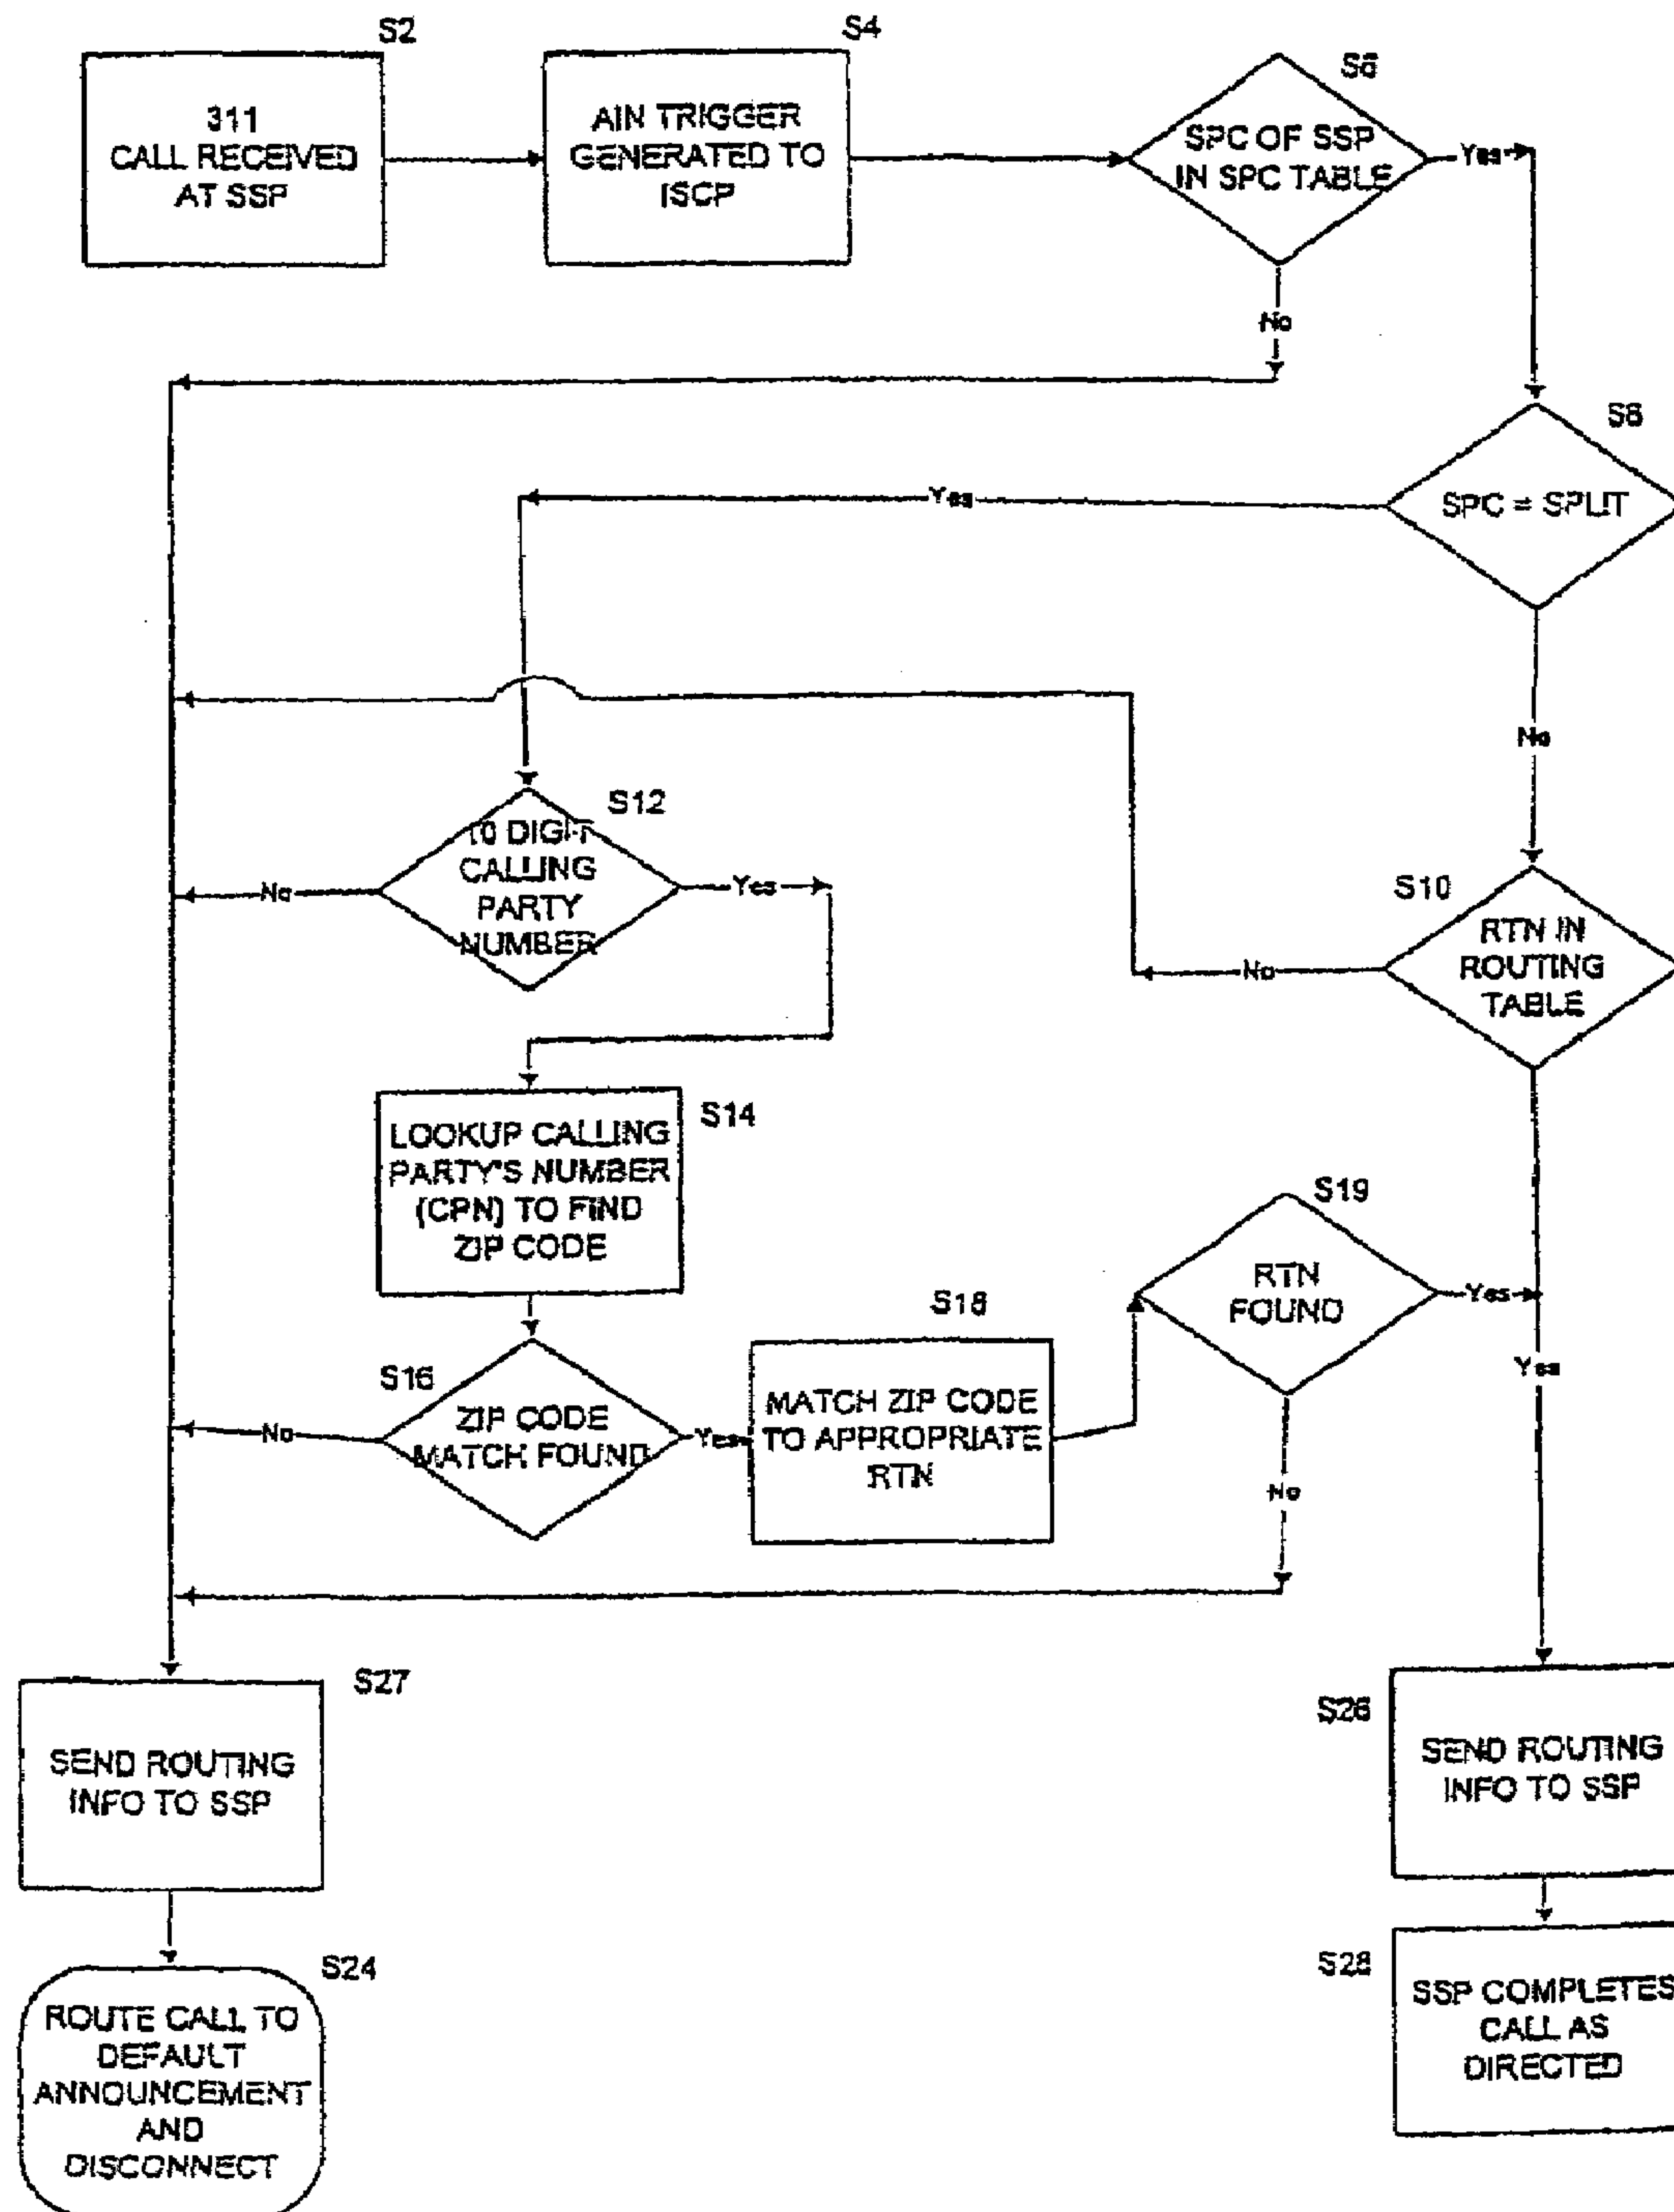 S2
311
CALL RECEIVED
AT SSP
S4
AIN TRIGGER
GENERATED TO
ISCP
S6
SPC OF SSP
IN SPC TABLE
Yes
No
S8
SPC = SPLIT
Yes
No
S12
10 DIGIT
CALLING
PARTY
NUMBER
No
Yes
S10
RTN IN
ROUTING
TABLE
No
Yes
S14
LOOKUP CALLING
PARTY'S NUMBER
(CPN) TO FIND
ZIP CODE
S16
ZIP CODE
MATCH FOUND
No
Yes
S18
MATCH ZIP CODE
TO APPROPRIATE
RTN
S19
RTN
FOUND
Yes
No
S27
SEND ROUTING
INFO TO SSP
S26
SEND ROUTING
INFO TO SSP
S24
ROUTE CALL TO
DEFAULT
ANNOUNCEMENT
AND
DISCONNECT
S28
SSP COMPLETES
CALL AS
DIRECTED